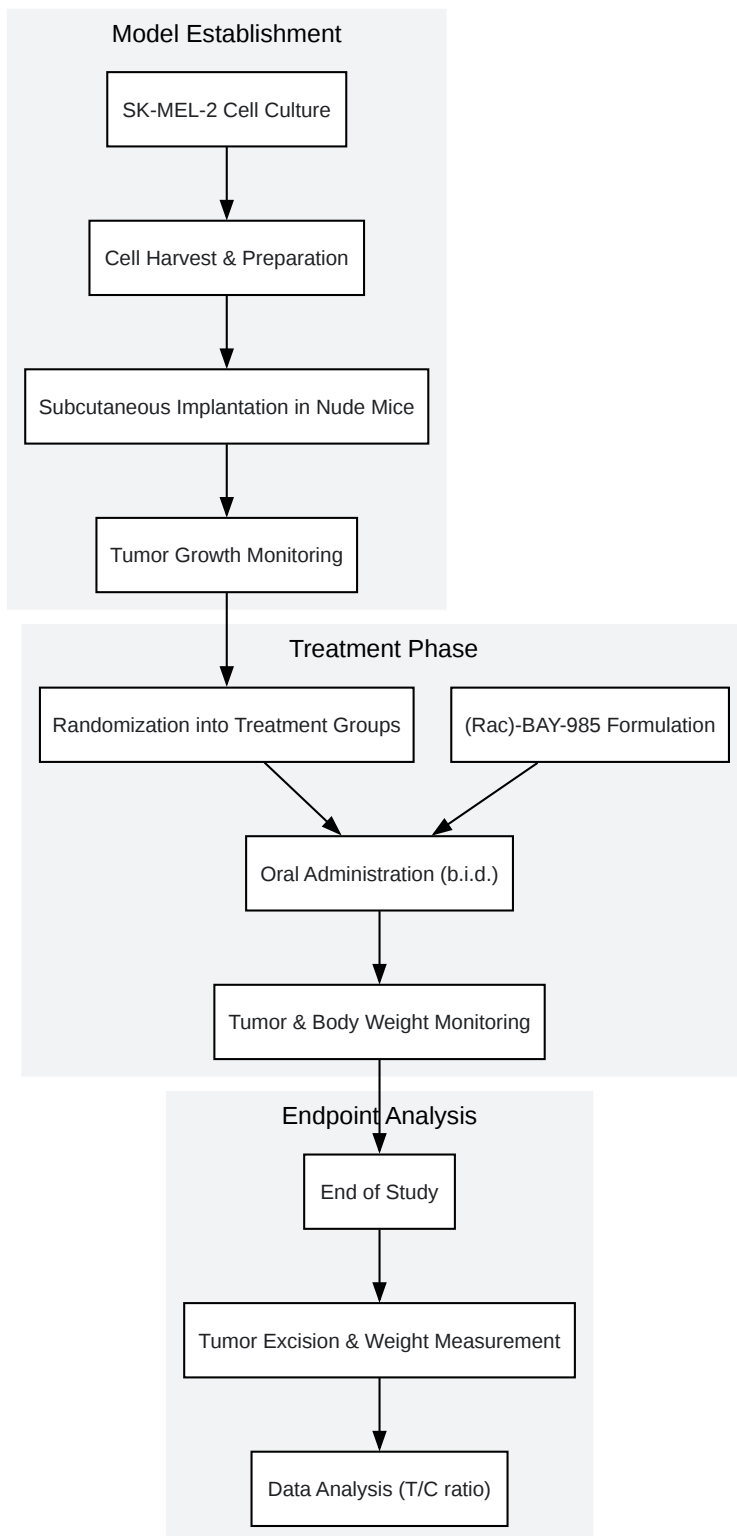 Model Establishment
SK-MEL-2 Cell Culture
Cell Harvest & Preparation
Subcutaneous Implantation in Nude Mice
Tumor Growth Monitoring
Treatment Phase
Randomization into Treatment Groups
(Rac)-BAY-985 Formulation
Oral Administration (b.i.d.)
Tumor & Body Weight Monitoring
Endpoint Analysis
End of Study
Tumor Excision & Weight Measurement
Data Analysis (T/C ratio)